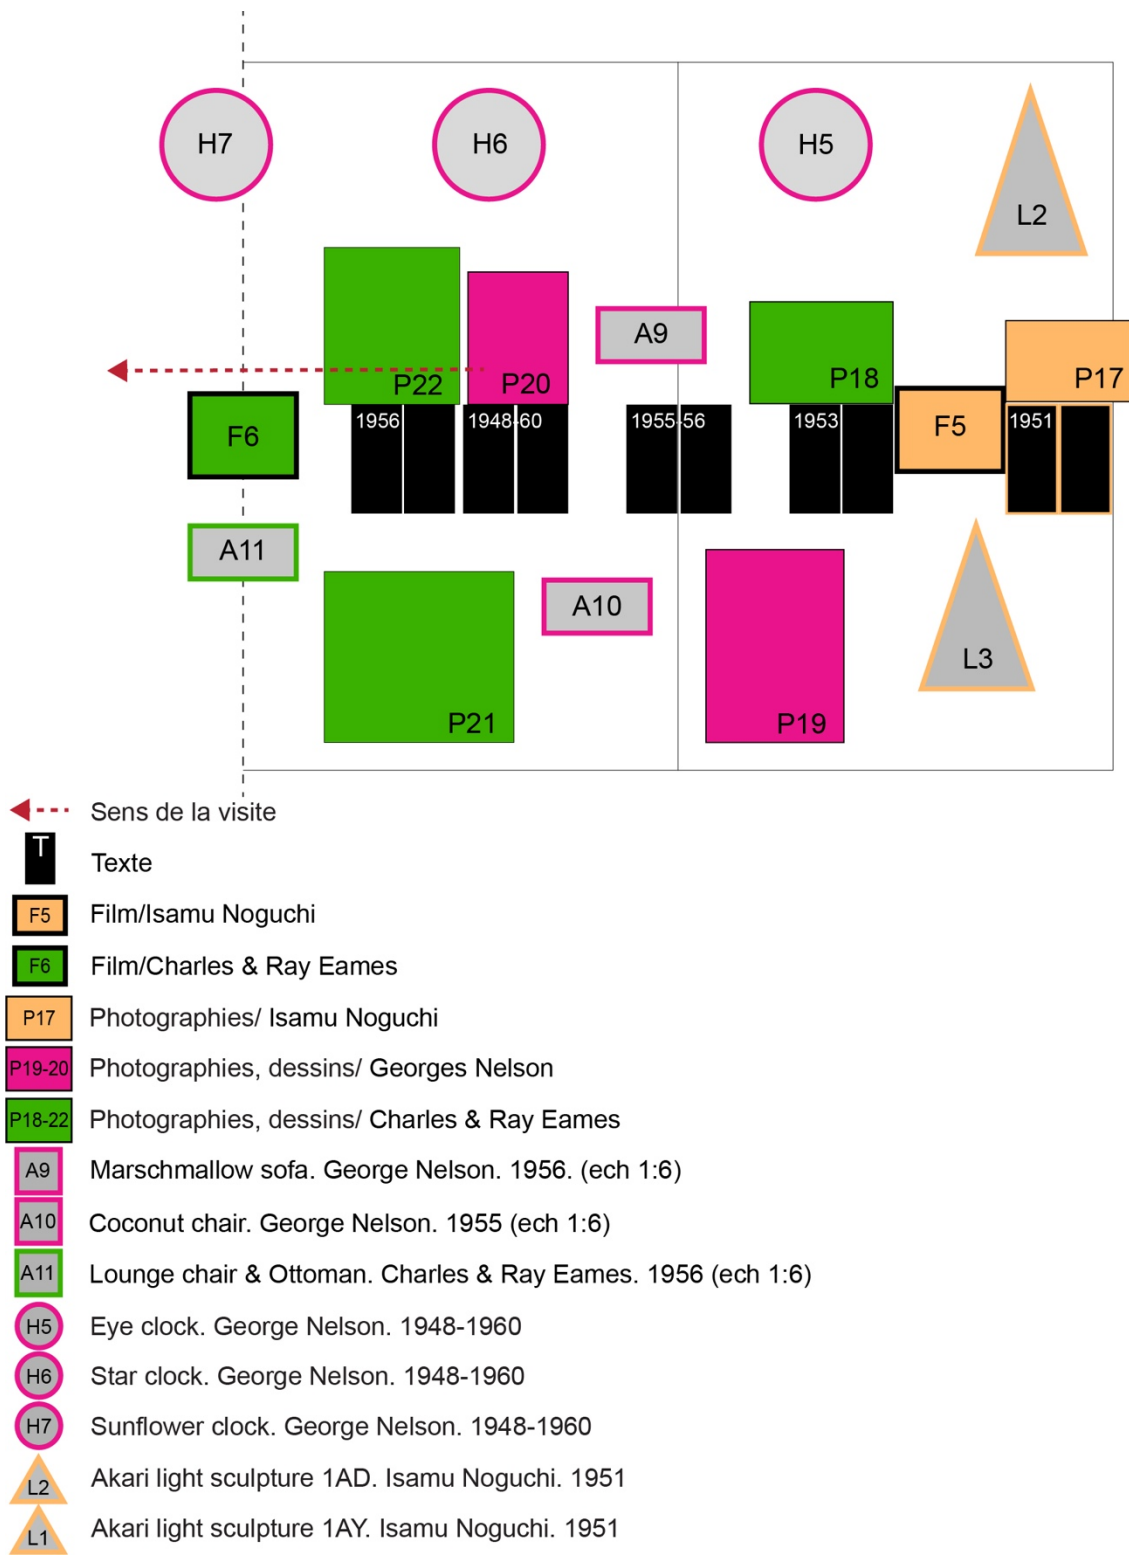 H7
H6
H5
L2
A9
P22
P20
P18
P17
F6
1956
1948-60
1955-56
1953
F5
1951
A11
A10
L3
P21
P19
Sens de la visite
T
Texte
F5
Film/Isamu Noguchi
F6
Film/Charles & Ray Eames
P17
Photographies/ Isamu Noguchi
P19-20
Photographies, dessins/ Georges Nelson
P18-22
Photographies, dessins/ Charles & Ray Eames
A9
Marschmallow sofa. George Nelson. 1956. (ech 1:6)
A10
Coconut chair. George Nelson. 1955 (ech 1:6)
A11
Lounge chair & Ottoman. Charles & Ray Eames. 1956 (ech 1:6)
H5
Eye clock. George Nelson. 1948-1960
H6
Star clock. George Nelson. 1948-1960
H7
Sunflower clock. George Nelson. 1948-1960
L2
Akari light sculpture 1AD. Isamu Noguchi. 1951
L1
Akari light sculpture 1AY. Isamu Noguchi. 1951